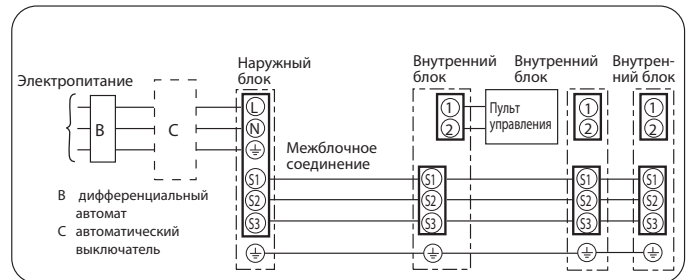 Электропитание
B
C
B дифференциальный
автомат
C автоматический
выключатель
Наружный
блок
L
N
S1
S2
S3
Межблочное
соединение
Внутренний
блок
1
2
S1
S2
S3
Пульт
управления
Внутренний
блок
1
2
S1
S2
S3
Внутрен-
ний блок
1
2
S1
S2
S3